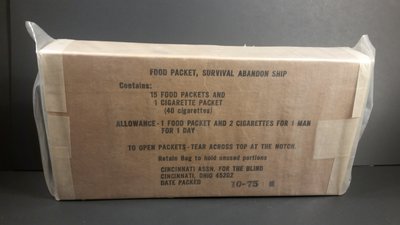 FOOD PACKET, SURVIVAL ABANDON SHIP
Contains:
15 FOOD PACKETS AND
1 CIGARETTE PACKET
(40 cigarettes)
ALLOWANCE - 1 FOOD PACKET AND 2 CIGARETTES FOR 1 MAN
FOR 1 DAY
TO OPEN PACKETS - TEAR ACROSS TOP AT THE NOTCH.
Retain Bag to hold unused portions
CINCINNATI ASSN. FOR THE BLIND
CINCINNATI, OHIO 45202
DATE PACKED 10-75